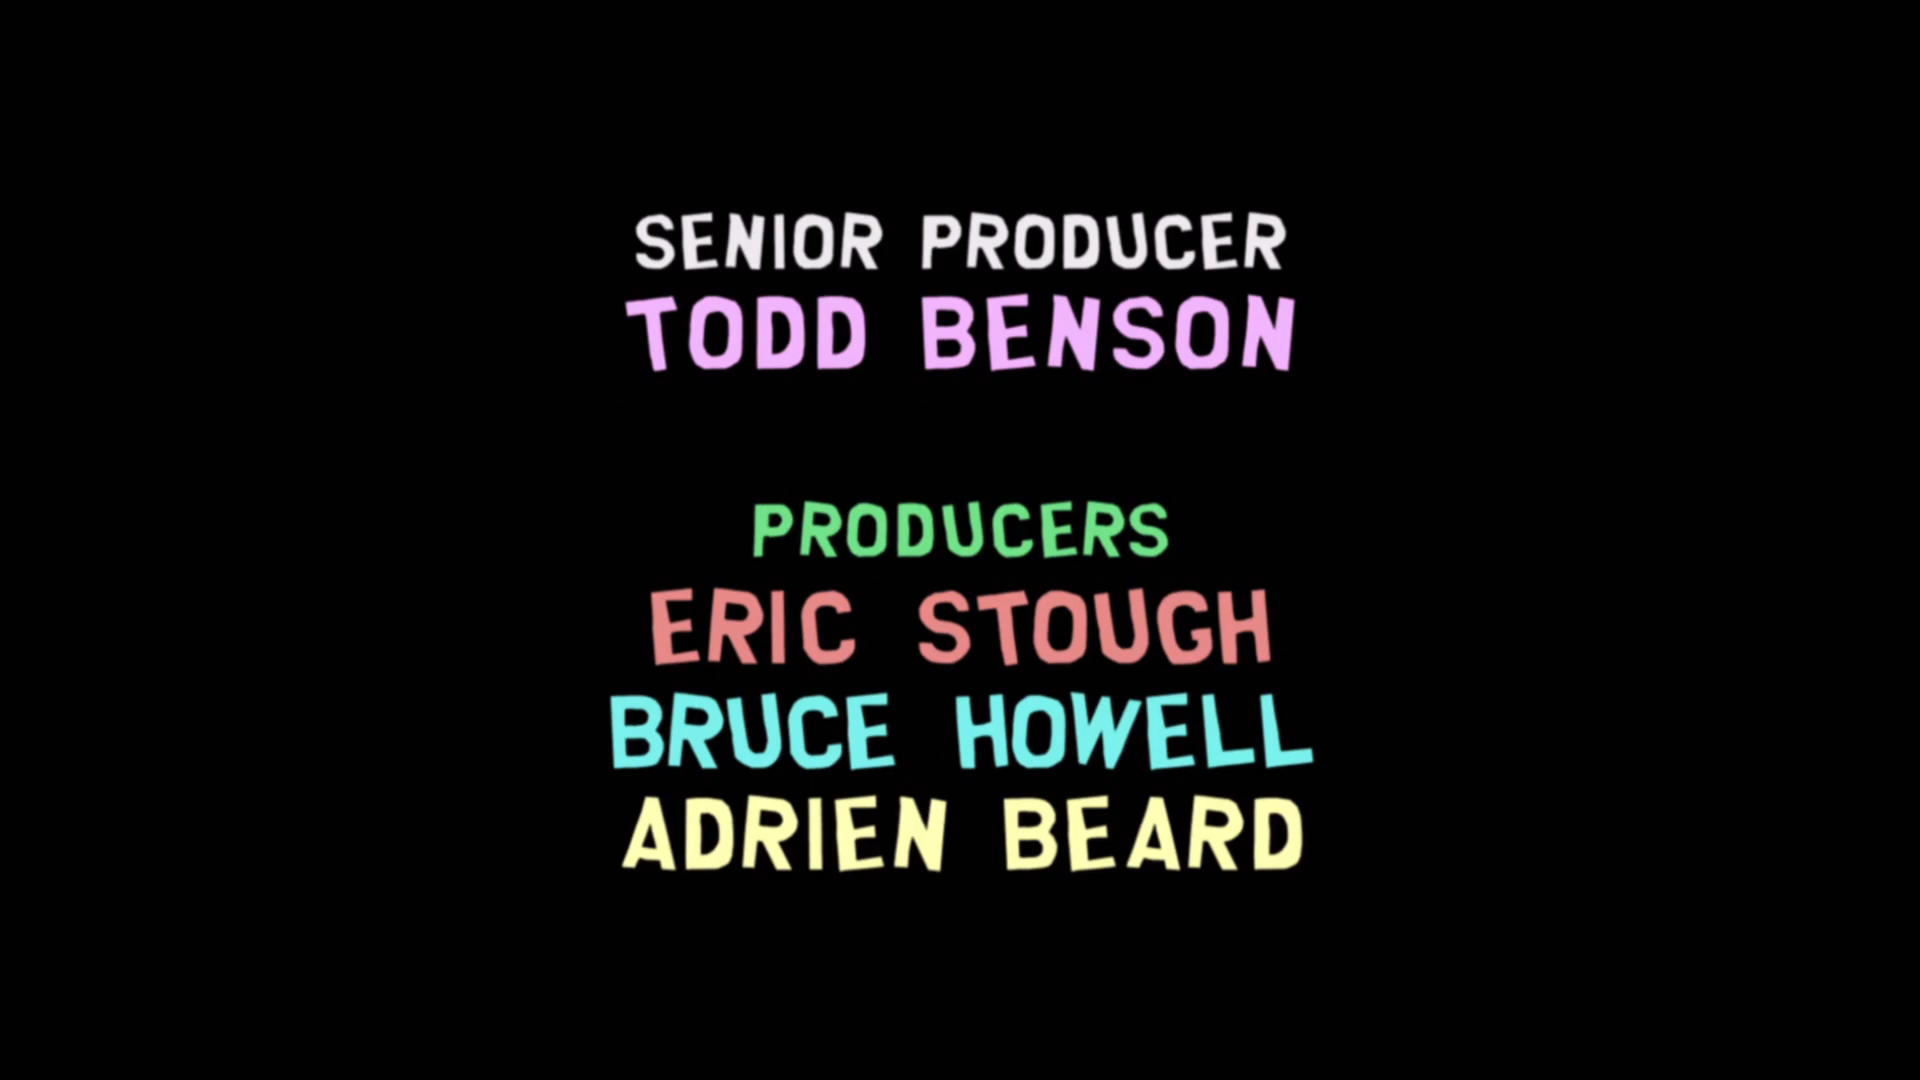 SENIOR PRODUCER
TODD BENSON
PRODUCERS
ERIC STOUGH
BRUCE HOWELL
ADRIEN BEARD